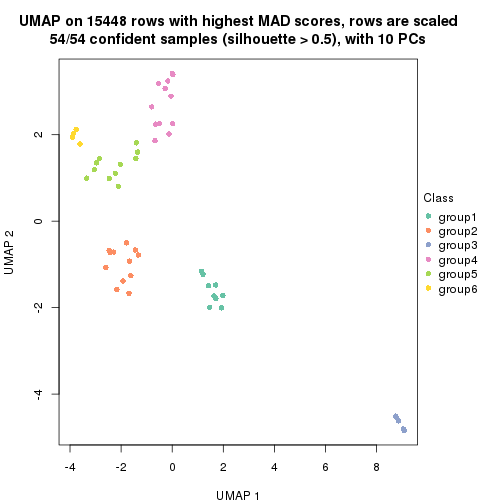 UMAP on 15448 rows with highest MAD scores, rows are scaled
54/54 confident samples (silhouette > 0.5), with 10 PCs
UMAP 2
2
0
-2
-4
-4
-2
0
2
4
6
8
UMAP 1
Class
group1
group2
group3
group4
group5
group6